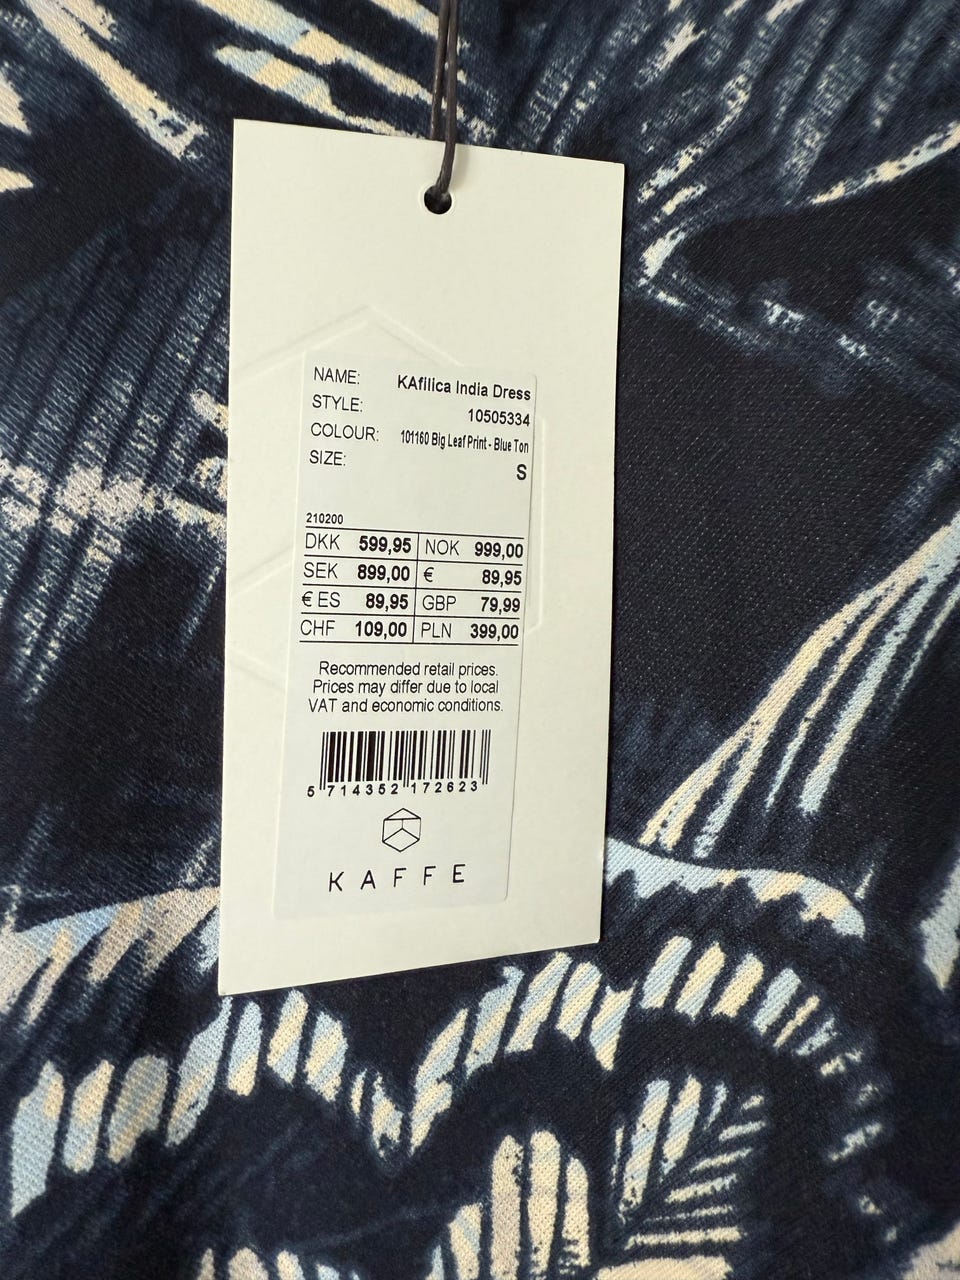 NAME: KAfilica India Dress
STYLE: 10505334
COLOUR: 101160 Big Leaf Print - Blue Ton
SIZE: S
210200
DKK 599,95 NOK 999,00
SEK 899,00 € 89,95
€ ES 89,95 GBP 79,99
CHF 109,00 PLN 399,00
Recommended retail prices.
Prices may differ due to local
VAT and economic conditions.
5 714352 172623
KAFFE